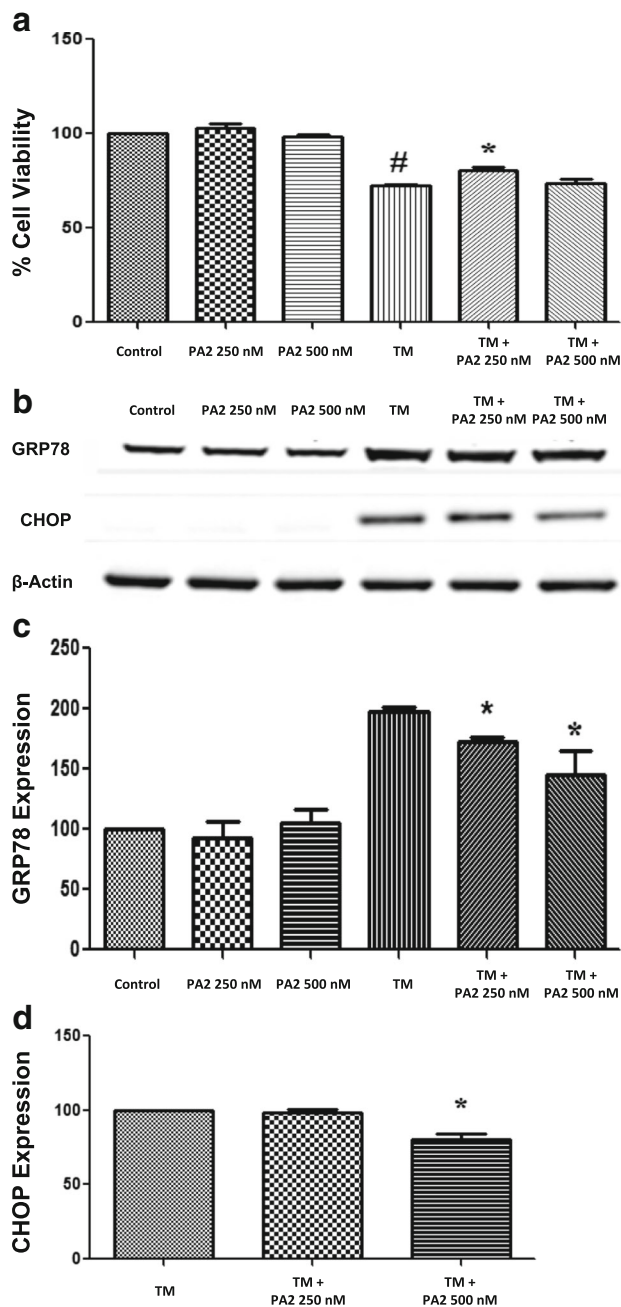 a
150
100
50
0
% Cell Viability
#
*
Control
PA2 250 nM
PA2 500 nM
TM
TM +
PA2 250 nM
TM +
PA2 500 nM
b
Control
PA2 250 nM
PA2 500 nM
TM
TM +
PA2 250 nM
TM +
PA2 500 nM
GRP78
CHOP
β-Actin
c
250
200
150
100
50
0
GRP78 Expression
*
*
Control
PA2 250 nM
PA2 500 nM
TM
TM +
PA2 250 nM
TM +
PA2 500 nM
d
150
100
50
0
CHOP Expression
*
TM
TM +
PA2 250 nM
TM +
PA2 500 nM